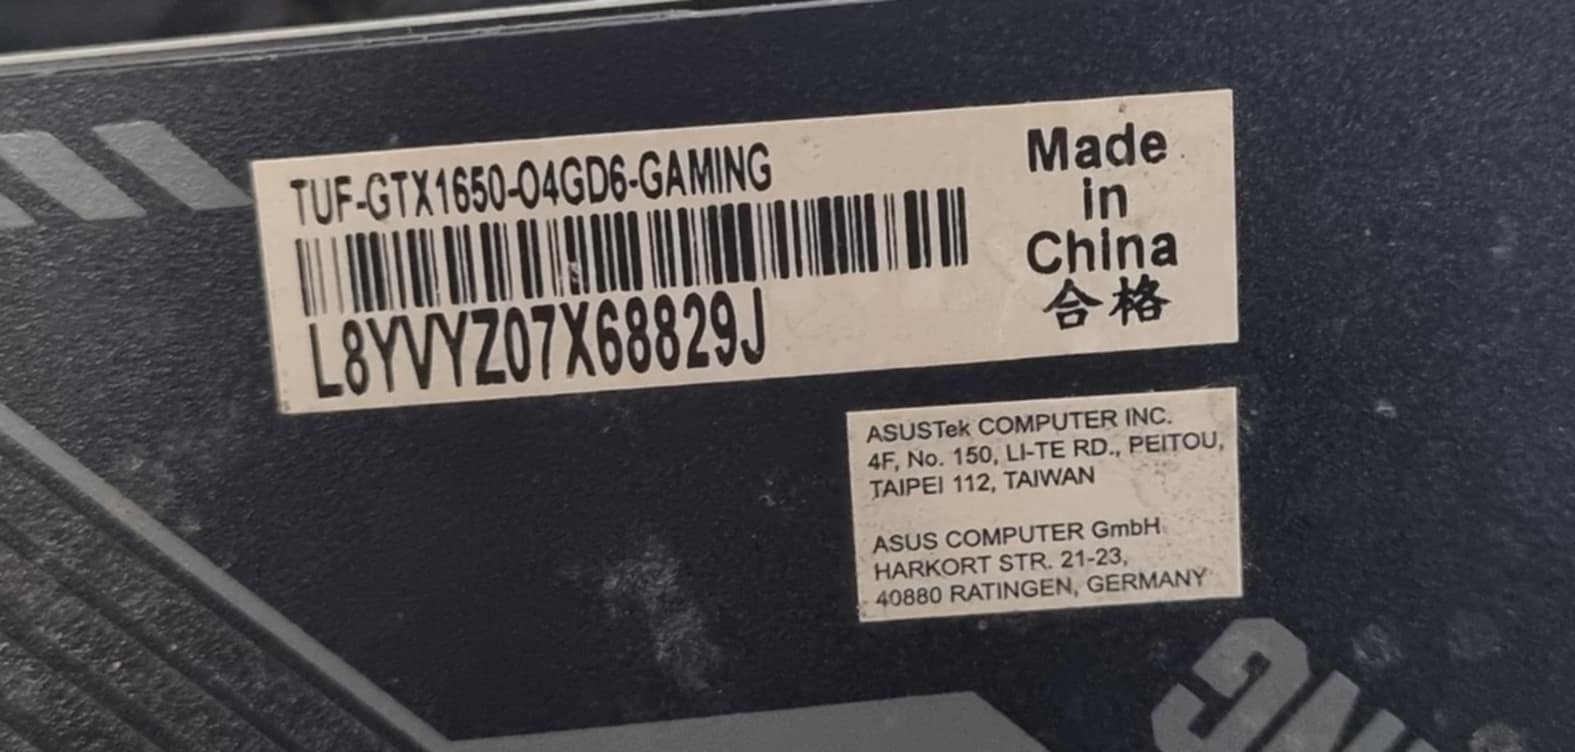 TUF-GTX1650-O4GD6-GAMING
L8YVYZ07X68829J
Made
in
China
合格
ASUSTek COMPUTER INC.
4F, No. 150, LI-TE RD., PEITOU,
TAIPEI 112, TAIWAN
ASUS COMPUTER GmbH
HARKORT STR. 21-23,
40880 RATINGEN, GERMANY